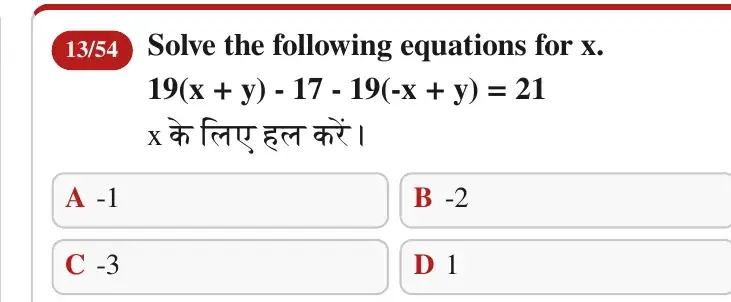 13/54 Solve the following equations for x.
19(x + y) - 17 - 19(-x + y) = 21
x के लिए हल करें।
A -1
B -2
C -3
D 1